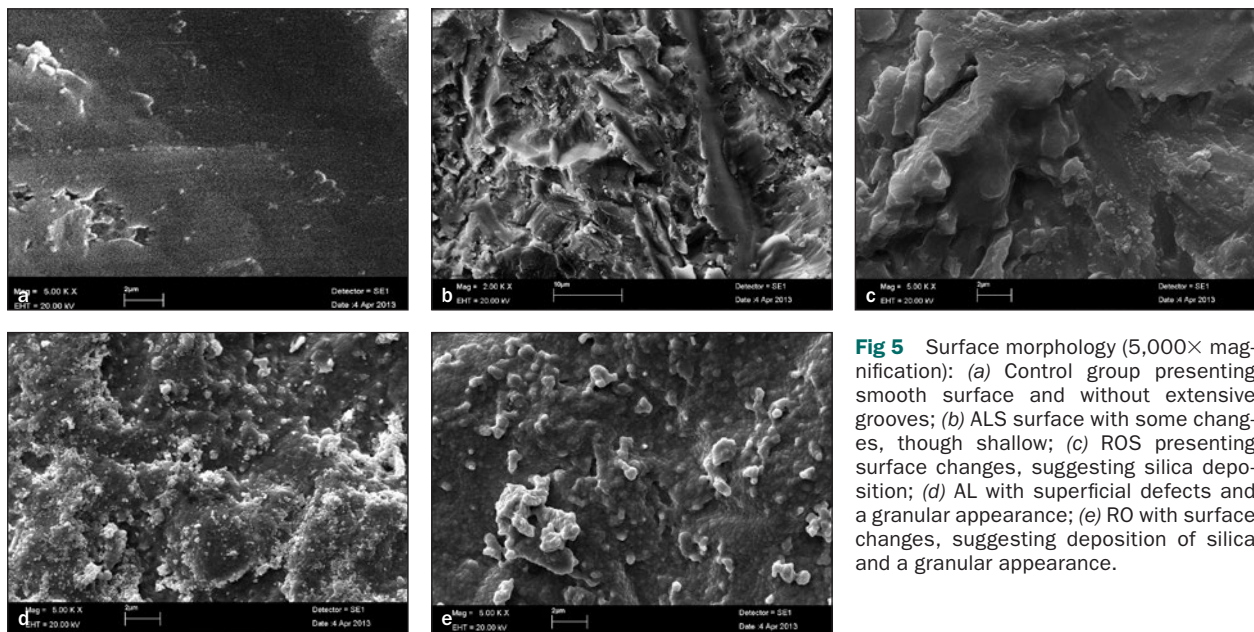 Mag = 5.00 K X
2µm
Detector = SE1
EHT = 20.00 kV
Date :4 Apr 2013
a
Mag = 2.00 K X
10µm
Detector = SE1
EHT = 20.00 kV
Date :4 Apr 2013
b
Mag = 5.00 K X
2µm
Detector = SE1
EHT = 20.00 kV
Date :4 Apr 2013
c
Mag = 5.00 K X
2µm
Detector = SE1
EHT = 20.00 kV
Date :4 Apr 2013
d
Mag = 5.00 K X
2µm
Detector = SE1
EHT = 20.00 kV
Date :4 Apr 2013
e
Fig 5 Surface morphology (5,000× mag-
nification): (a) Control group presenting
smooth surface and without extensive
grooves; (b) ALS surface with some chang-
es, though shallow; (c) ROS presenting
surface changes, suggesting silica depo-
sition; (d) AL with superficial defects and
a granular appearance; (e) RO with surface
changes, suggesting deposition of silica
and a granular appearance.